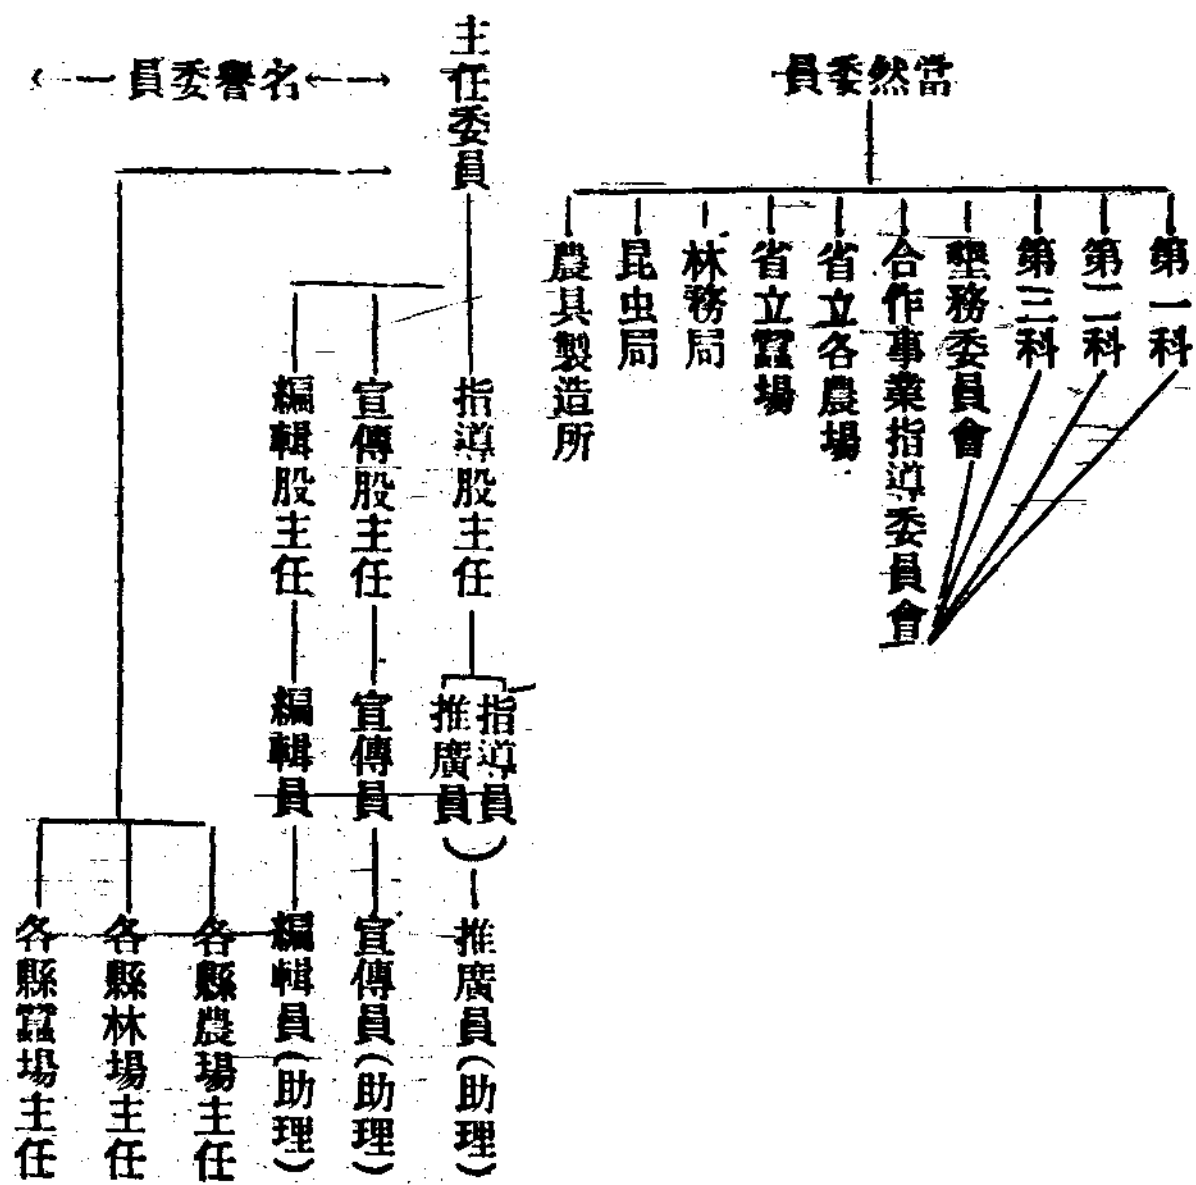 當然委員
第一科
第二科
第三科
墾務委員會
合作事業指導委員會
省立各農場
省立蠶場
林務局
昆虫局
農具製造所
主任委員
名譽委員
指導股主任
宣傳股主任
編輯股主任
指導員
推廣員
宣傳員
編輯員
推廣員(助理)
宣傳員(助理)
編輯員(助理)
各縣農場主任
各縣林場主任
各縣蠶場主任